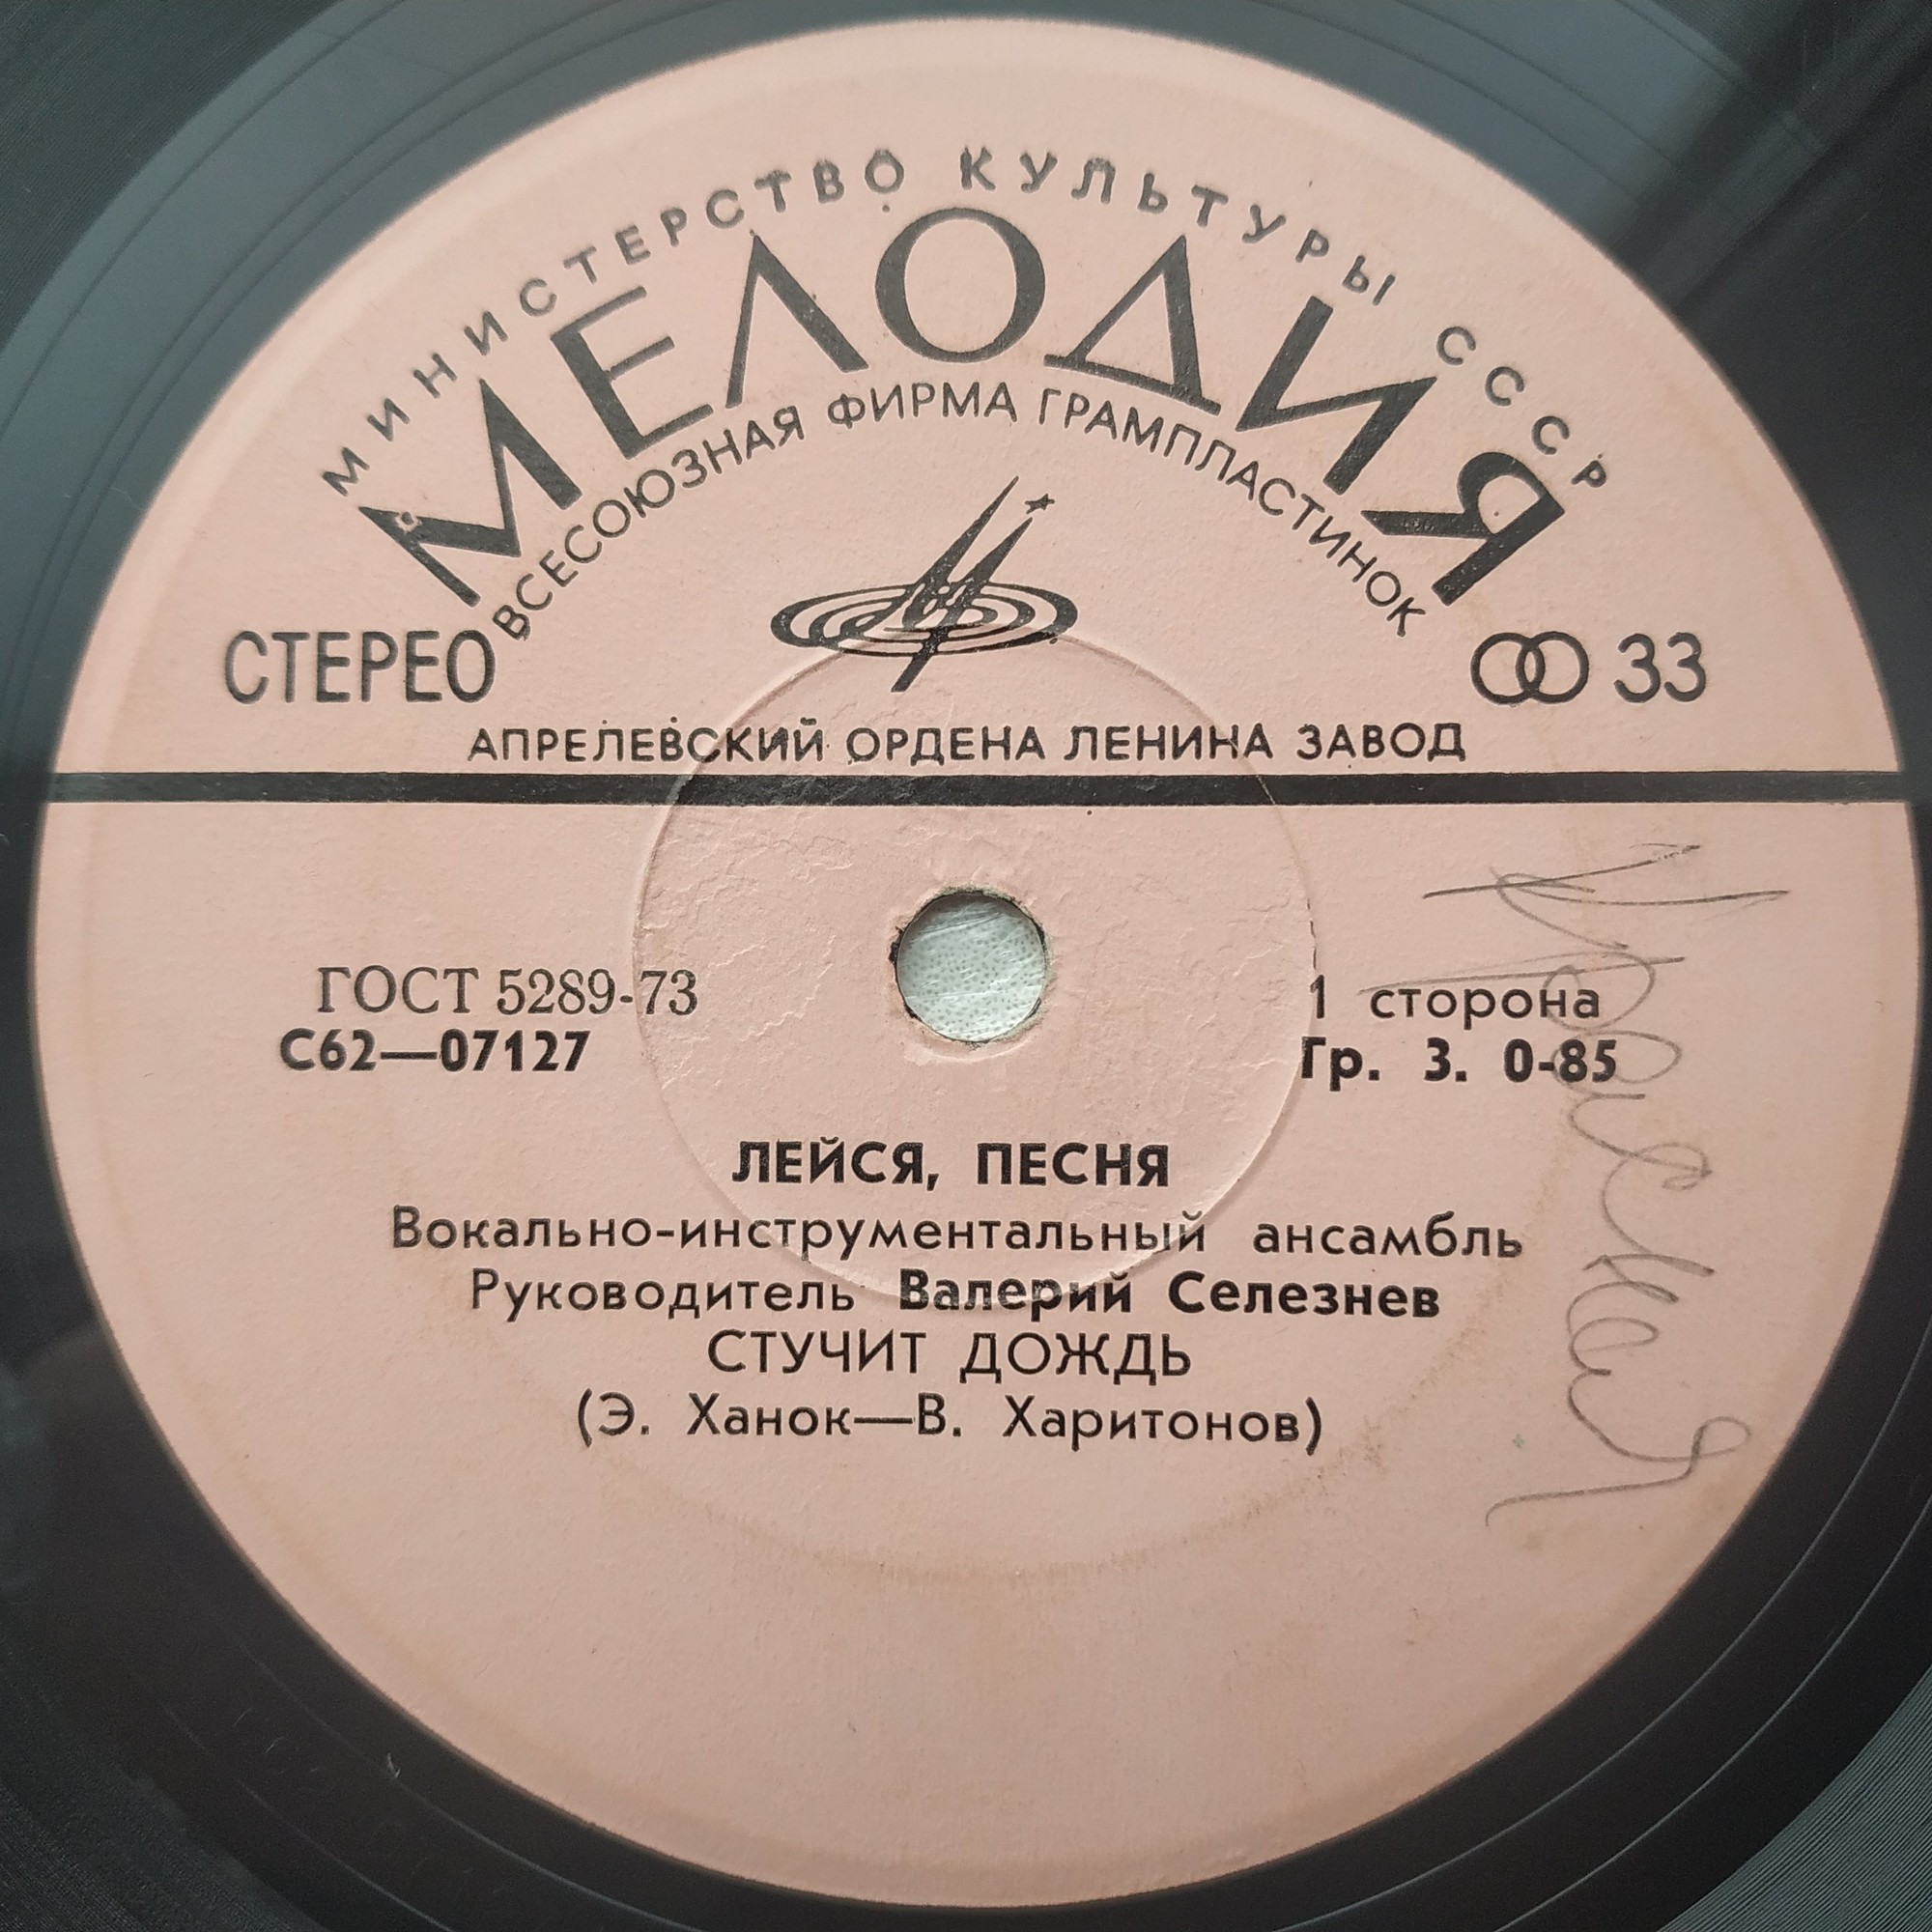 МИНИСТЕРСТВО КУЛЬТУРЫ СССР
МЕЛОДИЯ
ВСЕСОЮЗНАЯ ФИРМА ГРАМПЛАСТИНОК
СТЕРЕО
33
АПРЕЛЕВСКИЙ ОРДЕНА ЛЕНИНА ЗАВОД
ГОСТ 5289-73
1 сторона
С62—07127
Гр. 3. 0-85
ЛЕЙСЯ, ПЕСНЯ
Вокально-инструментальный ансамбль
Руководитель Валерий Селезнев
СТУЧИТ ДОЖДЬ
(Э. Ханок—В. Харитонов)